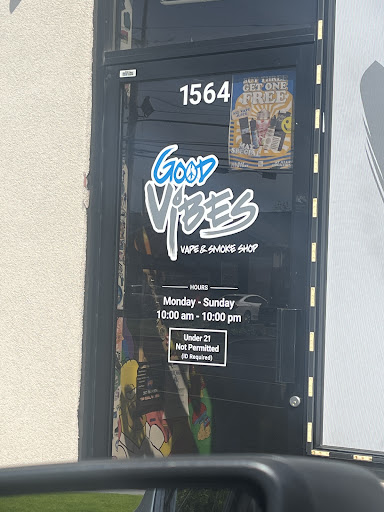 1564
GET ONE
FREE
GOOD
ViBES
VAPE & SMOKE SHOP
HOURS
Monday - Sunday
10:00 am - 10:00 pm
Under 21
Not Permitted
(ID Required)